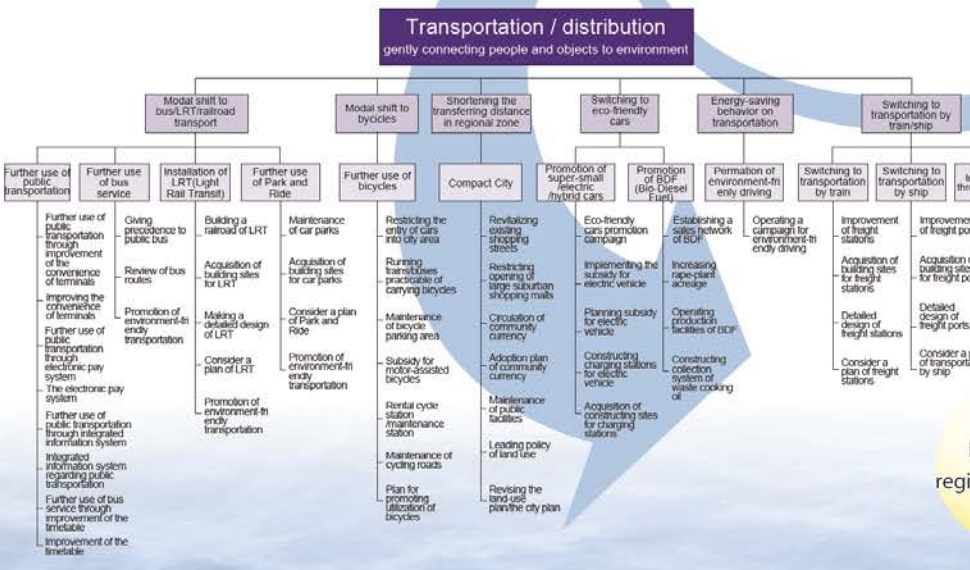 Transportation / distribution
gently connecting people and objects to environment
Modal shift to
bus/LRT/railroad
transport
Modal shift to
bycicles
Shortening the
transferring distance
in regional zone
Switching to
eco-friendly
cars
Energy-saving
behavior on
transportation
Switching to
transportation by
train/ship
Further use of
public
transportation
Further use
of bus
service
Installation of
LRT(Light
Rail Transit)
Further use
of Park and
Ride
Further use of
bicycles
Compact City
Promotion of
super-small
/electric
/hybrid cars
Promotion
of BDF
(Bio-Diesel
Fuel)
Permation of
environment-fri
enly driving
Switching to
transportation
by train
Switching to
transportation
by ship
Further use of
public
transportation
through
improvement
of the
convenience
of terminals
Improving the
convenience
of terminals
Further use of
public
transportation
through
electronic pay
system
The electronic pay
system
Further use of
public transportation
through integrated
information system
Integrated
information system
regarding public
transportation
Further use of bus
service through
improvement of the
timetable
Improvement of the
timetable
Giving
precedence to
public bus
Review of bus
routes
Promotion of
environment-fri
endly
transportation
Building a
railroad of LRT
Acquisition of
building sites
for LRT
Making a
detailed design
of LRT
Consider a
plan of LRT
Promotion of
environment-fri
endly
transportation
Maintenance
of car parks
Acquisition of
building sites
for car parks
Consider a plan
of Park and
Ride
Promotion of
environment-fri
endly
transportation
Restricting the
entry of cars
into city area
Running
trains/buses
practicable of
carrying bicycles
Maintenance
of bicycle
parking area
Subsidy for
motor-assisted
bicycles
Rental cycle
station
/maintenance
station
Maintenance of
cycling roads
Plan for
promoting
utilization of
bicycles
Revitalizing
existing
shopping
streets
Restricting
opening of
large suburban
shopping malls
Circulation of
community
currency
Adoption plan
of community
currency
Maintenance
of public
facilities
Leading policy
of land use
Revising the
land-use
plan/the city plan
Eco-friendly
cars promotion
campaign
Implementing the
subsidy for
electric vehicle
Planning subsidy
for electric
vehicle
Constructing
charging stations
for electric
vehicle
Acquisition of
constructing sites
for charging
stations
Establishing a
sales network
of BDF
Increasing
rape-plant
acreage
Operating
production
facilities of BDF
Constructing
collection
system of
waste cooking
oil
Operating a
campaign for
environment-fri
endly driving
Improvement
of freight
stations
Acquisition of
building sites
for freight
stations
Detailed
design of
freight stations
Consider a
plan of freight
stations
Improveme
of freight po
Acquisition
building sites
for freight po
Detailed
design of
freight ports
Consider a
of transporta
by ship
regi